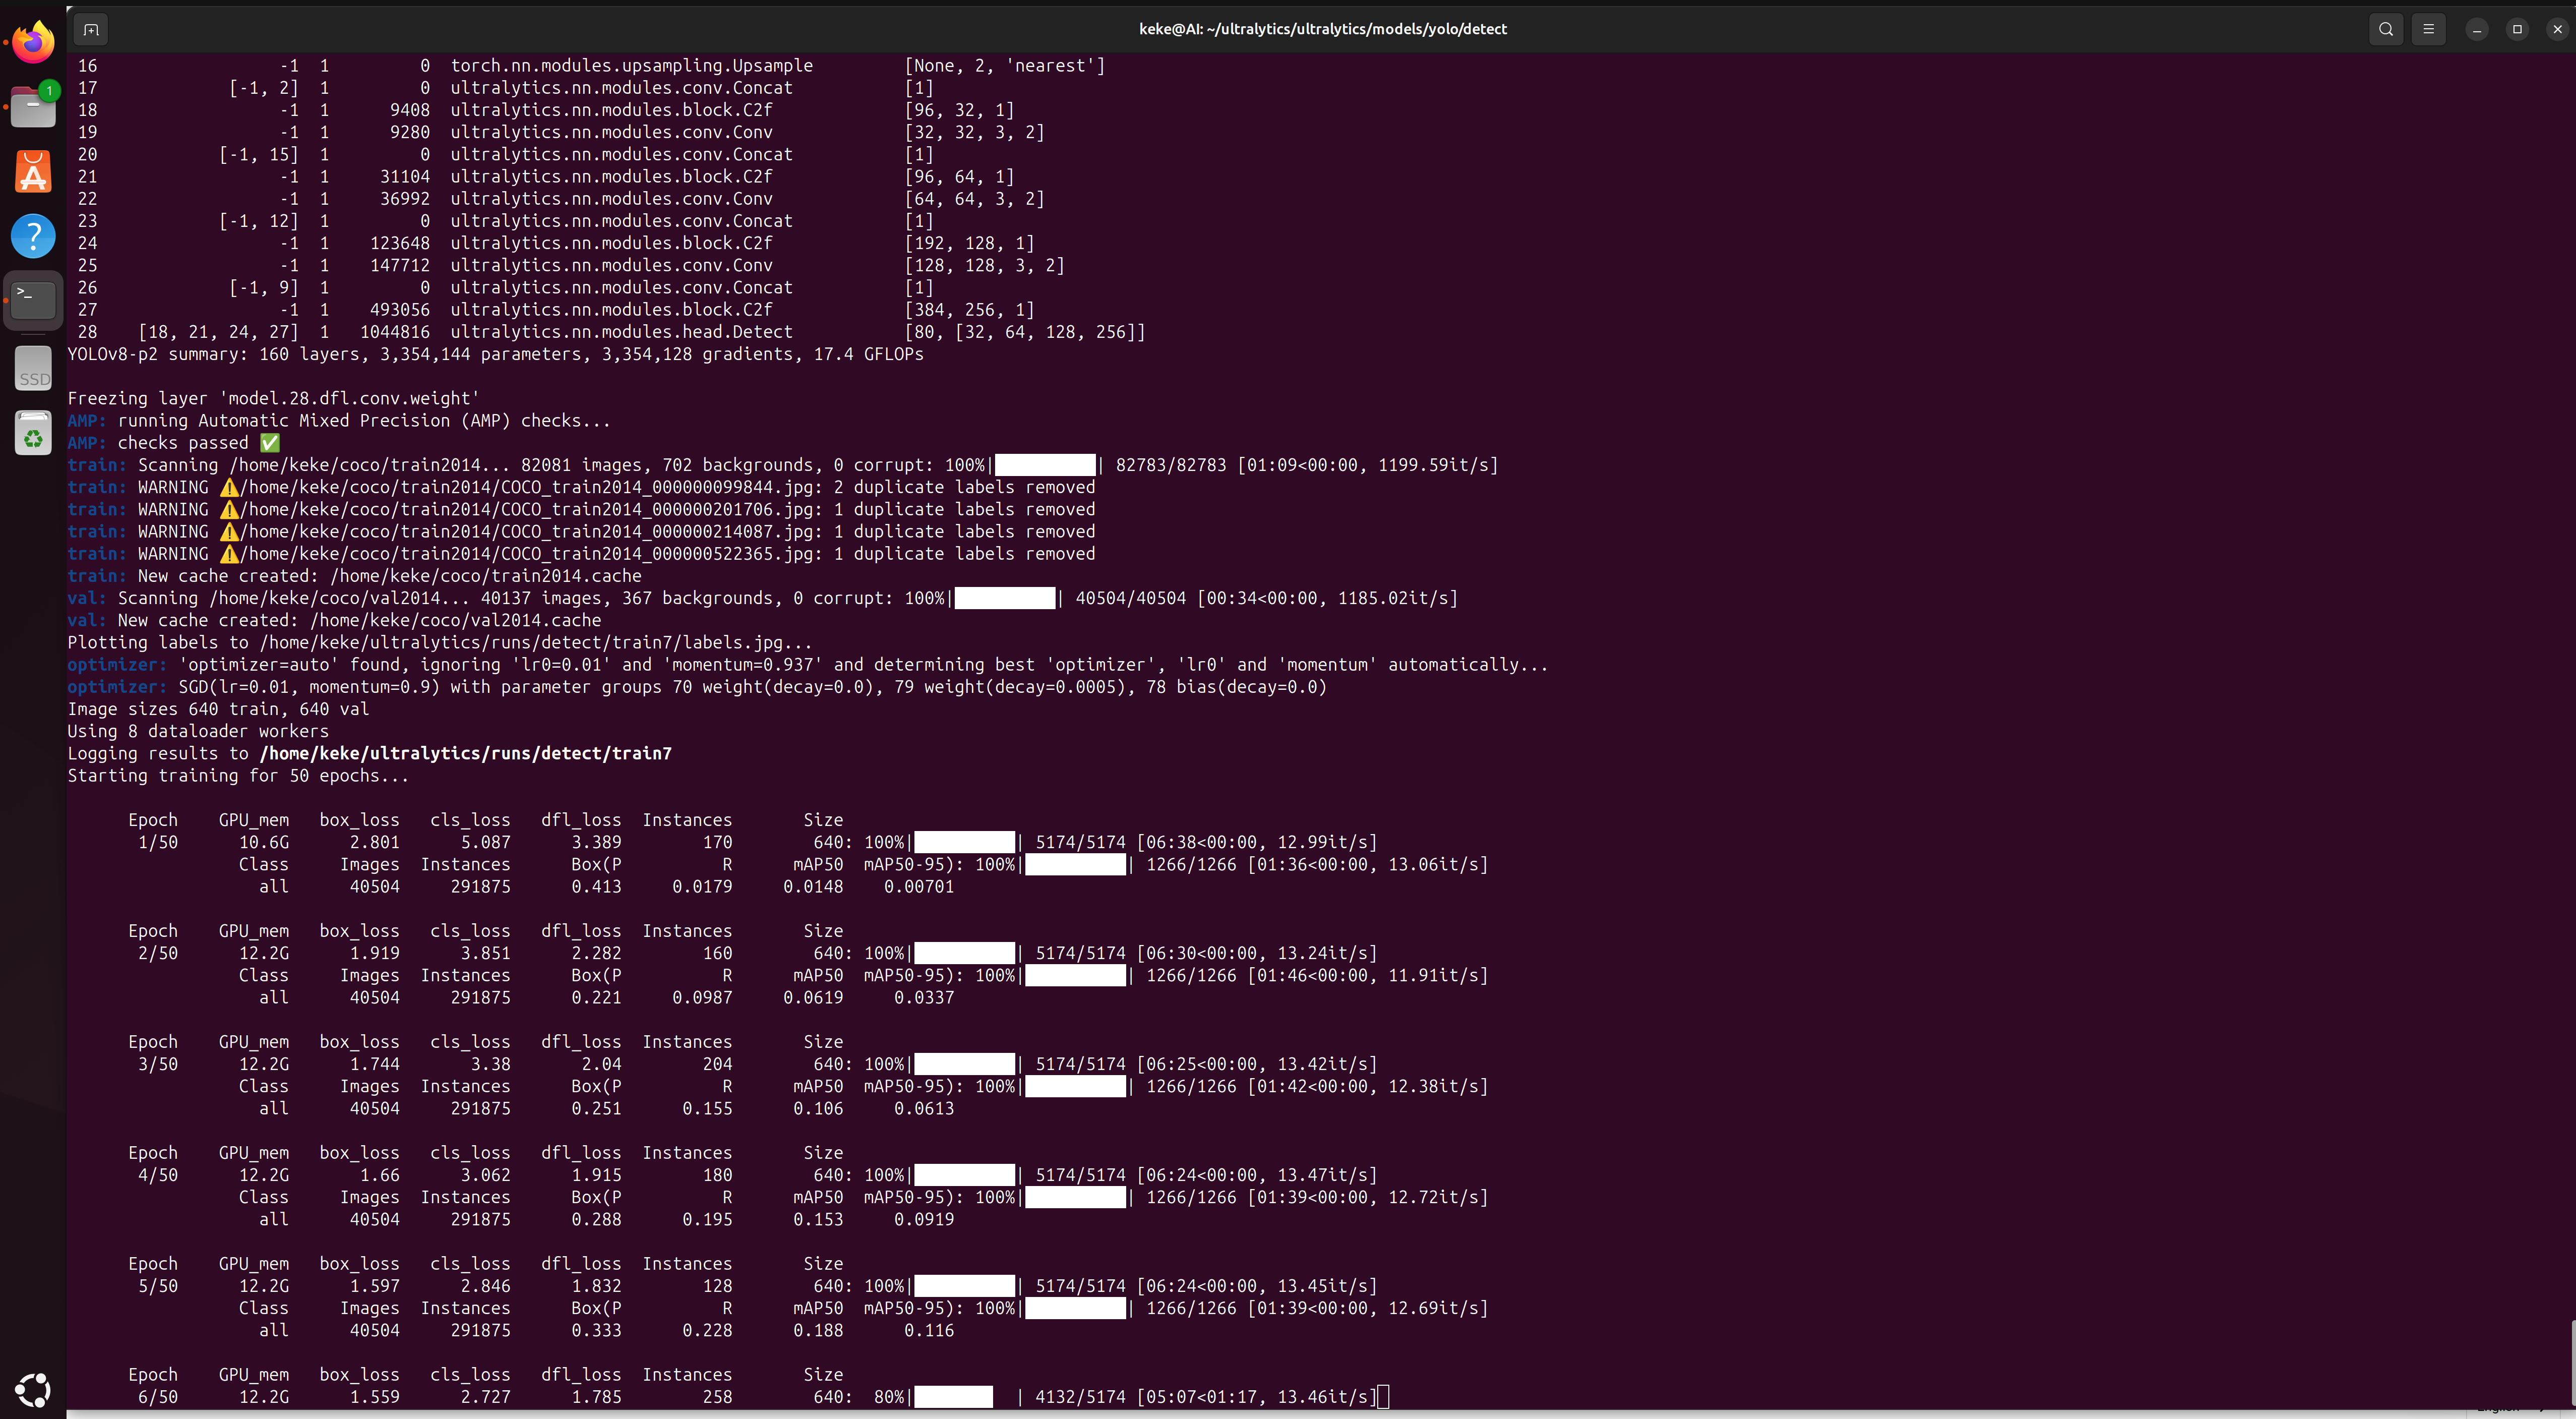 keke@AI: ~/ultralytics/ultralytics/models/yolo/detect
1
16 -1 1 0 torch.nn.modules.upsampling.Upsample [None, 2, 'nearest']
17 [-1, 2] 1 0 ultralytics.nn.modules.conv.Concat [1]
18 -1 1 9408 ultralytics.nn.modules.block.C2f [96, 32, 1]
19 -1 1 9280 ultralytics.nn.modules.conv.Conv [32, 32, 3, 2]
20 [-1, 15] 1 0 ultralytics.nn.modules.conv.Concat [1]
21 -1 1 31104 ultralytics.nn.modules.block.C2f [96, 64, 1]
22 -1 1 36992 ultralytics.nn.modules.conv.Conv [64, 64, 3, 2]
23 [-1, 12] 1 0 ultralytics.nn.modules.conv.Concat [1]
24 -1 1 123648 ultralytics.nn.modules.block.C2f [192, 128, 1]
25 -1 1 147712 ultralytics.nn.modules.conv.Conv [128, 128, 3, 2]
26 [-1, 9] 1 0 ultralytics.nn.modules.conv.Concat [1]
27 -1 1 493056 ultralytics.nn.modules.block.C2f [384, 256, 1]
28 [18, 21, 24, 27] 1 1044816 ultralytics.nn.modules.head.Detect [80, [32, 64, 128, 256]]
YOLOv8-p2 summary: 160 layers, 3,354,144 parameters, 3,354,128 gradients, 17.4 GFLOPs
Freezing layer 'model.28.dfl.conv.weight'
AMP: running Automatic Mixed Precision (AMP) checks...
AMP: checks passed ✅
train: Scanning /home/keke/coco/train2014... 82081 images, 702 backgrounds, 0 corrupt: 100%|██████████| 82783/82783 [01:09<00:00, 1199.59it/s]
train: WARNING ⚠️/home/keke/coco/train2014/COCO_train2014_000000099844.jpg: 2 duplicate labels removed
train: WARNING ⚠️/home/keke/coco/train2014/COCO_train2014_000000201706.jpg: 1 duplicate labels removed
train: WARNING ⚠️/home/keke/coco/train2014/COCO_train2014_000000214087.jpg: 1 duplicate labels removed
train: WARNING ⚠️/home/keke/coco/train2014/COCO_train2014_000000522365.jpg: 1 duplicate labels removed
train: New cache created: /home/keke/coco/train2014.cache
val: Scanning /home/keke/coco/val2014... 40137 images, 367 backgrounds, 0 corrupt: 100%|██████████| 40504/40504 [00:34<00:00, 1185.02it/s]
val: New cache created: /home/keke/coco/val2014.cache
Plotting labels to /home/keke/ultralytics/runs/detect/train7/labels.jpg...
optimizer: 'optimizer=auto' found, ignoring 'lr0=0.01' and 'momentum=0.937' and determining best 'optimizer', 'lr0' and 'momentum' automatically...
optimizer: SGD(lr=0.01, momentum=0.9) with parameter groups 70 weight(decay=0.0), 79 weight(decay=0.0005), 78 bias(decay=0.0)
Image sizes 640 train, 640 val
Using 8 dataloader workers
Logging results to /home/keke/ultralytics/runs/detect/train7
Starting training for 50 epochs...
Epoch GPU_mem box_loss cls_loss dfl_loss Instances Size
1/50 10.6G 2.801 5.087 3.389 170 640: 100%|██████████| 5174/5174 [06:38<00:00, 12.99it/s]
Class Images Instances Box(P R mAP50 mAP50-95): 100%|██████████| 1266/1266 [01:36<00:00, 13.06it/s]
all 40504 291875 0.413 0.0179 0.0148 0.00701
Epoch GPU_mem box_loss cls_loss dfl_loss Instances Size
2/50 12.2G 1.919 3.851 2.282 160 640: 100%|██████████| 5174/5174 [06:30<00:00, 13.24it/s]
Class Images Instances Box(P R mAP50 mAP50-95): 100%|██████████| 1266/1266 [01:46<00:00, 11.91it/s]
all 40504 291875 0.221 0.0987 0.0619 0.0337
Epoch GPU_mem box_loss cls_loss dfl_loss Instances Size
3/50 12.2G 1.744 3.38 2.04 204 640: 100%|██████████| 5174/5174 [06:25<00:00, 13.42it/s]
Class Images Instances Box(P R mAP50 mAP50-95): 100%|██████████| 1266/1266 [01:42<00:00, 12.38it/s]
all 40504 291875 0.251 0.155 0.106 0.0613
Epoch GPU_mem box_loss cls_loss dfl_loss Instances Size
4/50 12.2G 1.66 3.062 1.915 180 640: 100%|██████████| 5174/5174 [06:24<00:00, 13.47it/s]
Class Images Instances Box(P R mAP50 mAP50-95): 100%|██████████| 1266/1266 [01:39<00:00, 12.72it/s]
all 40504 291875 0.288 0.195 0.153 0.0919
Epoch GPU_mem box_loss cls_loss dfl_loss Instances Size
5/50 12.2G 1.597 2.846 1.832 128 640: 100%|██████████| 5174/5174 [06:24<00:00, 13.45it/s]
Class Images Instances Box(P R mAP50 mAP50-95): 100%|██████████| 1266/1266 [01:39<00:00, 12.69it/s]
all 40504 291875 0.333 0.228 0.188 0.116
Epoch GPU_mem box_loss cls_loss dfl_loss Instances Size
6/50 12.2G 1.559 2.727 1.785 258 640: 80%|████████ | 4132/5174 [05:07<01:17, 13.46it/s]
SSD